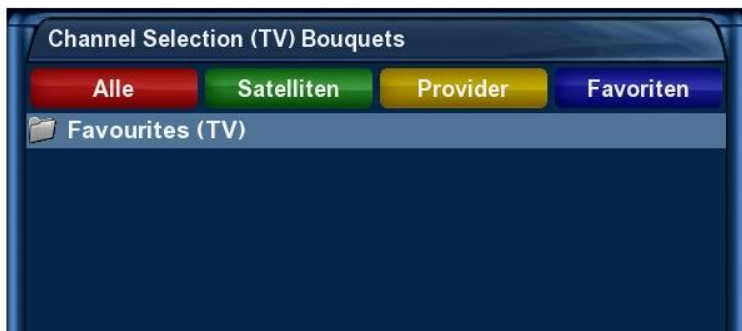 Channel Selection (TV) Bouquets
Alle Satelliten Provider Favoriten
Favourites (TV)